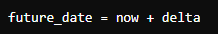 future_date = now + delta